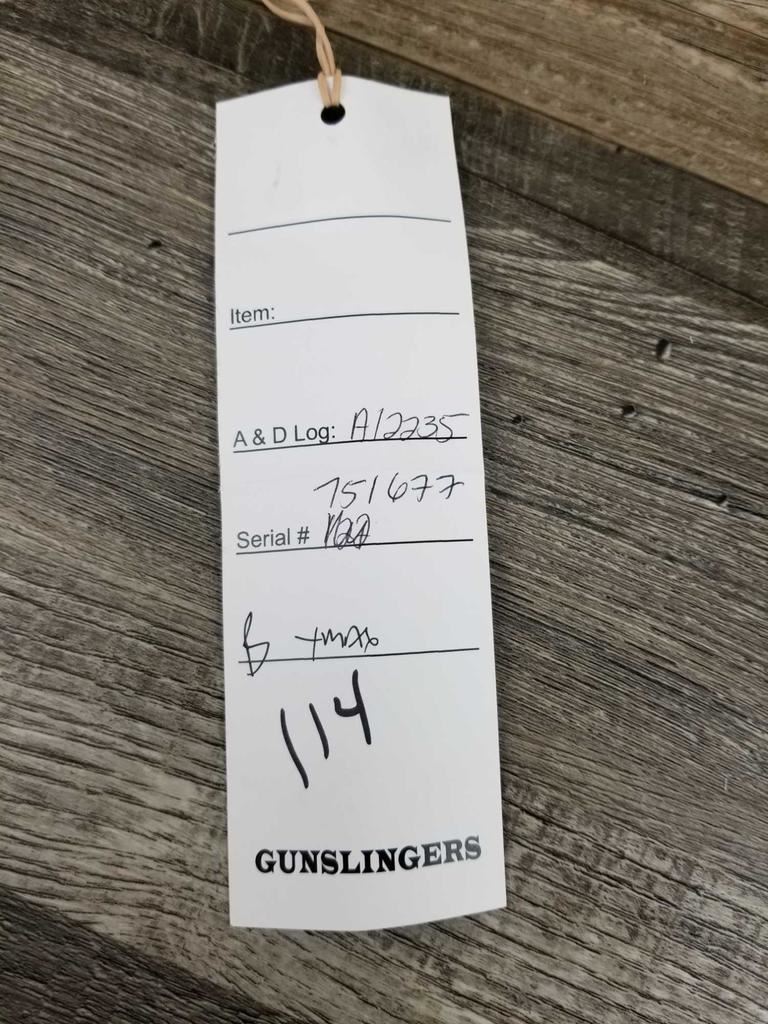 Item:
A & D Log: A12235
751677
Serial #
114
GUNSLINGERS